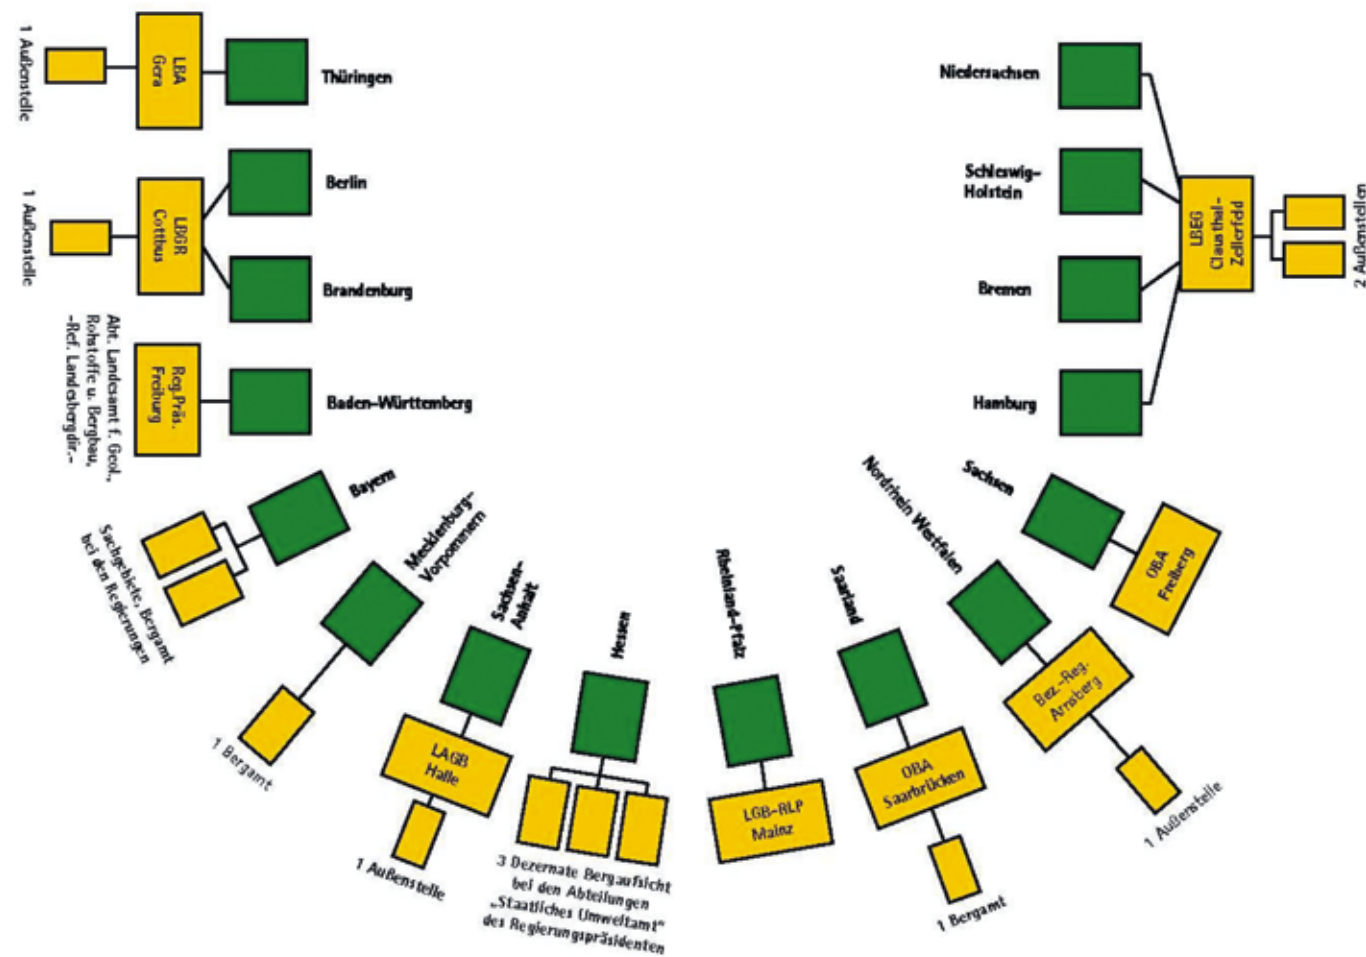 1 Außenstelle
LBA
Gera
Thüringen
1 Außenstelle
LBGR
Cottbus
Berlin
Brandenburg
Abt. Landesamt f. Geol.,
Rohstoffe u. Bergbau,
-Ref. Landesbergdir.-
Reg.Präs.
Freiburg
Baden-Württemberg
Bayern
Sachgebiete, Bergamt
bei den Regierungen
Mecklenburg-
Vorpommern
1 Bergamt
Sachsen-
Anhalt
LAGB
Halle
1 Außenstelle
Hessen
3 Dezernate Bergaufsicht
bei den Abteilungen
„Staatliches Umweltamt“
des Regierungspräsidenten
Rheinland-Pfalz
LGB-RLP
Mainz
Saarland
OBA
Saarbrücken
1 Bergamt
Nordrhein Westfalen
Bez.-Reg.
Arnsberg
1 Außenstelle
Sachsen
OBA
Freiberg
Hamburg
Bremen
Schleswig-
Holstein
Niedersachsen
LBEG
Clausthal-
Zellerfeld
2 Außenstellen